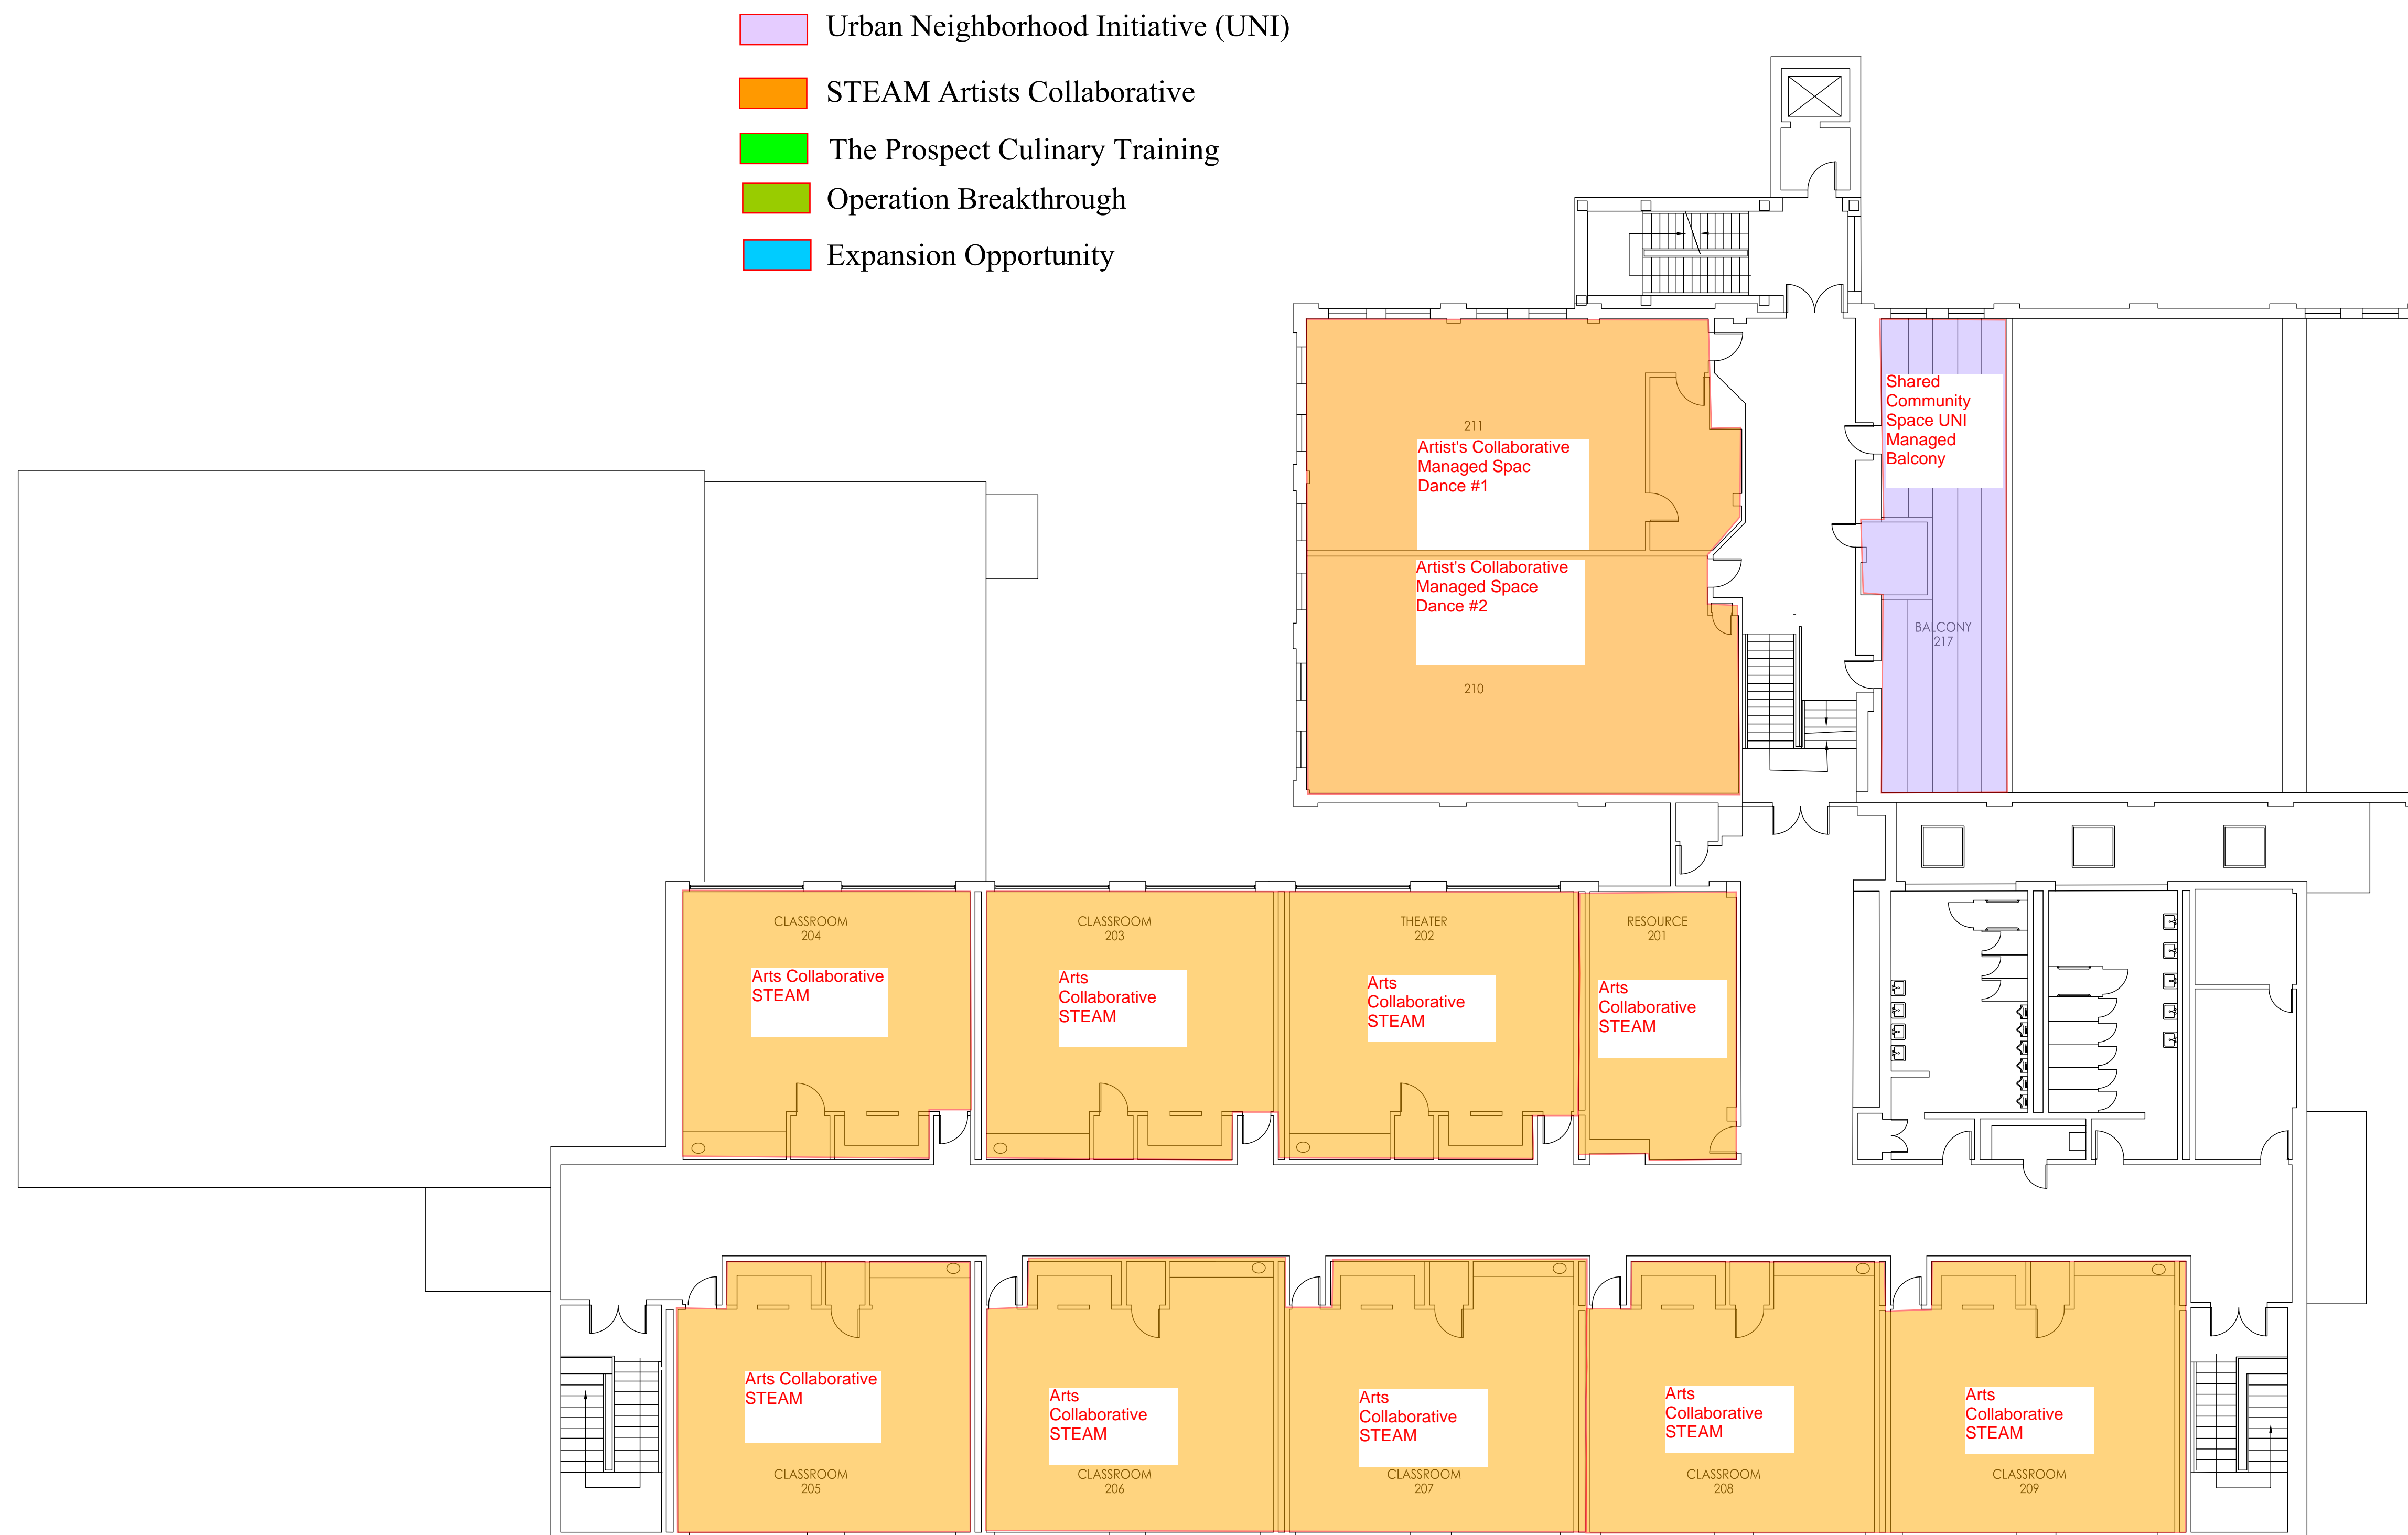 Urban Neighborhood Initiative (UNI)
STEAM Artists Collaborative
The Prospect Culinary Training
Operation Breakthrough
Expansion Opportunity
211
Artist's Collaborative
Managed Spac
Dance #1
Shared
Community
Space UNI
Managed
Balcony
Artist's Collaborative
Managed Space
Dance #2
210
BALCONY
217
CLASSROOM
204
Arts Collaborative
STEAM
CLASSROOM
203
Arts
Collaborative
STEAM
THEATER
202
Arts
Collaborative
STEAM
RESOURCE
201
Arts
Collaborative
STEAM
Arts Collaborative
STEAM
CLASSROOM
205
Arts
Collaborative
STEAM
CLASSROOM
206
Arts
Collaborative
STEAM
CLASSROOM
207
Arts
Collaborative
STEAM
CLASSROOM
208
Arts
Collaborative
STEAM
CLASSROOM
209